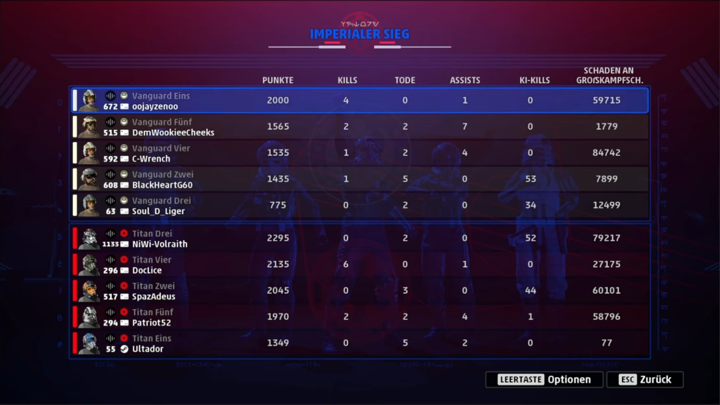 IMPERIALER SIEG
PUNKTE KILLS TODE ASSISTS KI-KILLS SCHADEN AN GROßKAMPFSCH.
Vanguard Eins
672 oojayzenoo 2000 4 0 1 0 59715
Vanguard Fünf
515 DemWookieeCheeks 1565 2 2 7 0 1779
Vanguard Vier
592 C-Wrench 1535 1 2 4 0 84742
Vanguard Zwei
608 BlackHeartG60 1435 1 5 0 53 7899
Vanguard Drei
63 Soul_D_Liger 775 0 2 0 34 12499
Titan Drei
1133 NiWi-Volraith 2295 0 2 0 52 79217
Titan Vier
296 DocLice 2135 6 0 1 0 27175
Titan Zwei
517 SpazAdeus 2045 0 3 0 44 60101
Titan Fünf
294 Patriot52 1970 2 2 4 1 58796
Titan Eins
55 Ultador 1349 0 5 2 0 77
LEERTASTE Optionen ESC Zurück